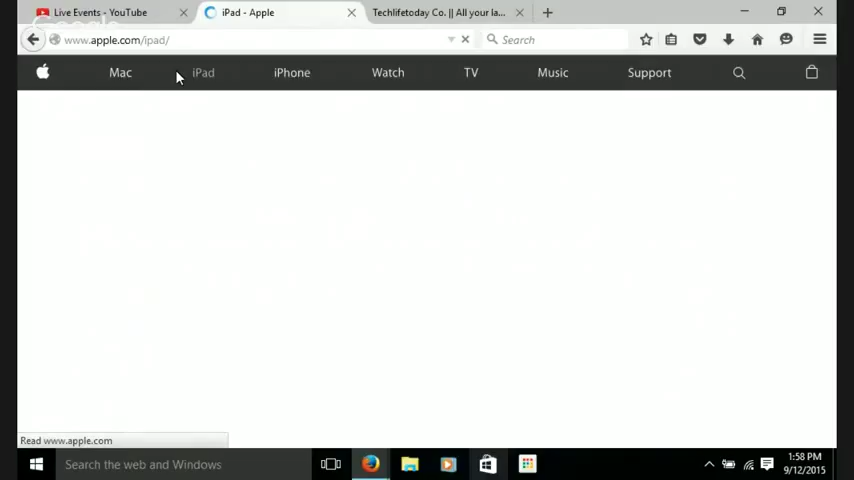 Live Events - YouTube
iPad - Apple
Techlifetoday Co. || All your la...
Google
www.apple.com/ipad/
Search
Mac
iPad
iPhone
Watch
TV
Music
Support
Read www.apple.com
Search the web and Windows
1:58 PM
9/12/2015